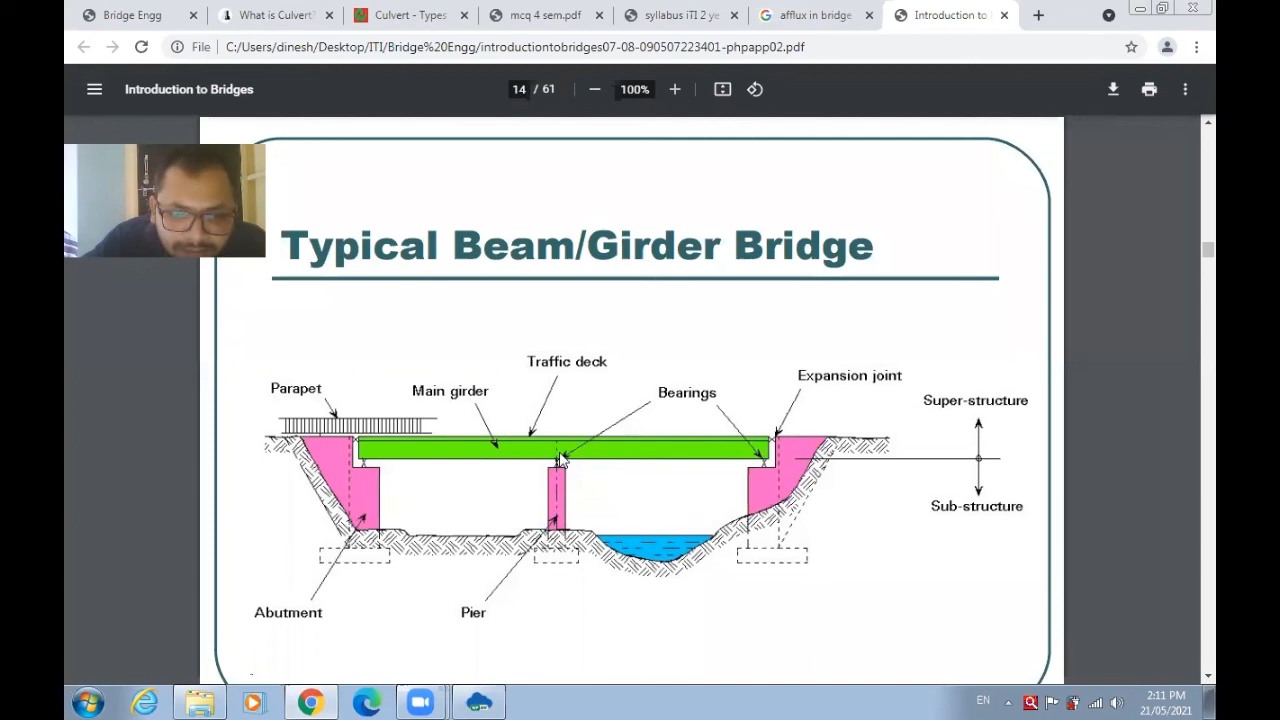 Bridge Engg
What is Culvert?
Culvert - Types
mcq 4 sem.pdf
syllabus iTI 2 ye
afflux in bridge
Introduction to
File
C:/Users/dinesh/Desktop/ITI/Bridge%20Engg/introductiontobridges07-08-090507223401-phpapp02.pdf
Introduction to Bridges
14 / 61
100%
Typical Beam/Girder Bridge
Traffic deck
Expansion joint
Parapet
Main girder
Bearings
Super-structure
Sub-structure
Abutment
Pier
EN
2:11 PM
21/05/2021